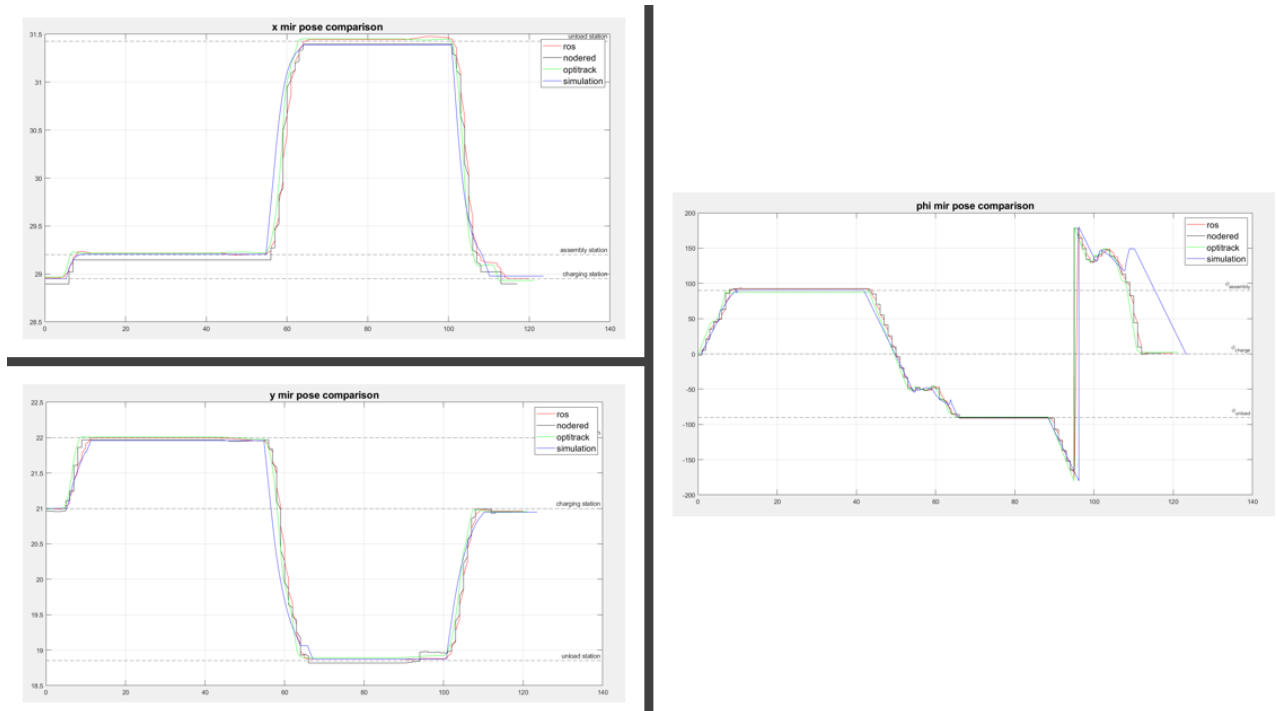 x mir pose comparison
31.5
31
30.5
30
29.5
29
28.5
0
20
40
60
80
100
120
140
unload station
ros
nodered
optitrack
simulation
assembly station
charging station
y mir pose comparison
22.5
22
21.5
21
20.5
20
19.5
19
18.5
0
20
40
60
80
100
120
140
ros
nodered
optitrack
simulation
charging station
unload station
phi mir pose comparison
200
150
100
50
0
-50
-100
-150
-200
0
20
40
60
80
100
120
140
ros
nodered
optitrack
simulation
assembly
charge
unload